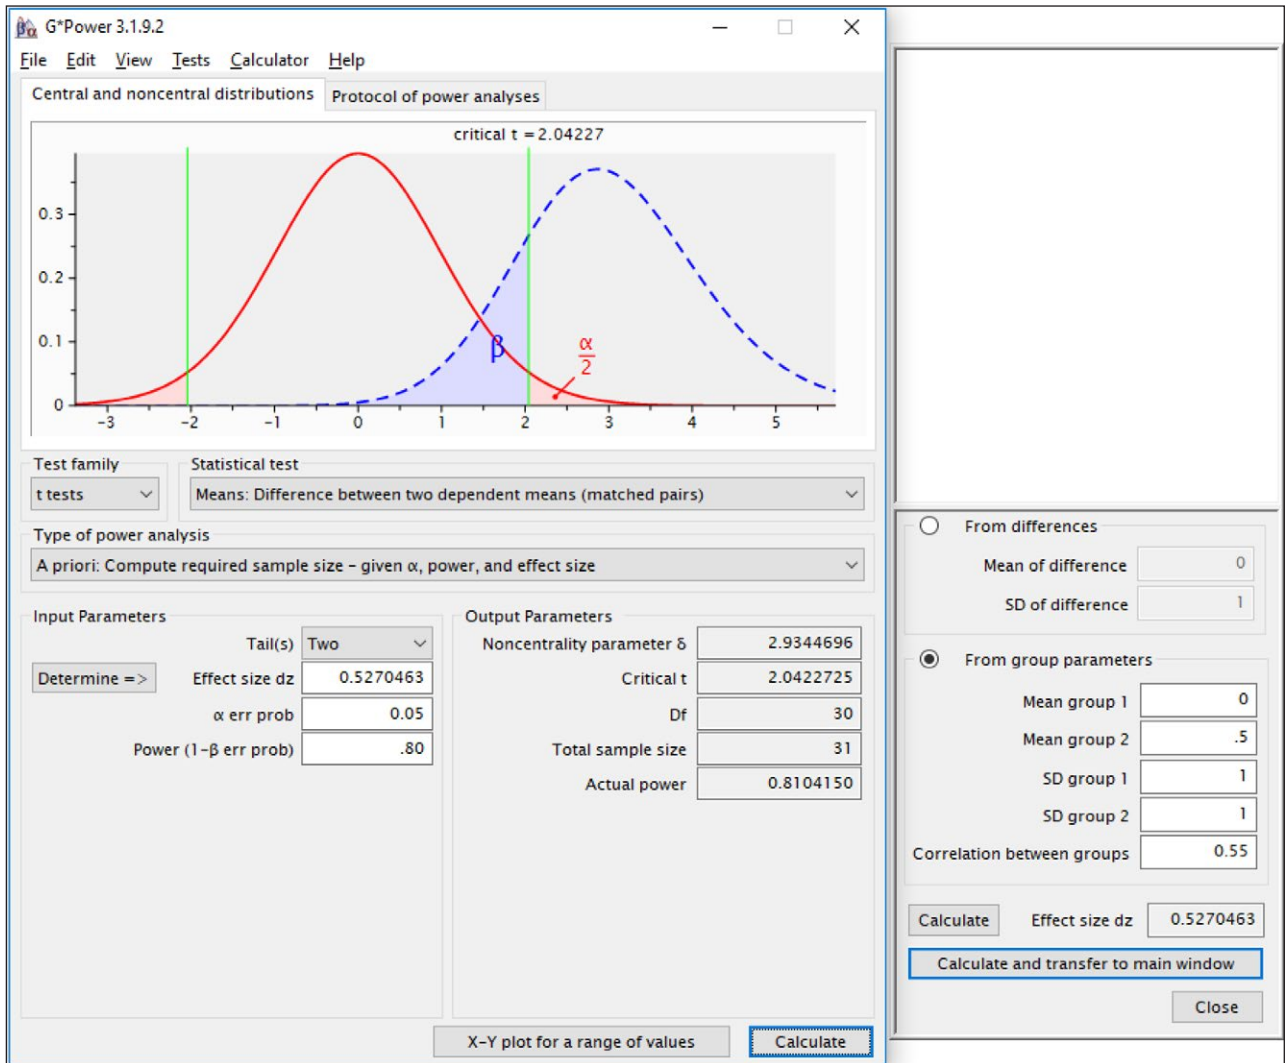 G*Power 3.1.9.2
File Edit View Tests Calculator Help
Central and noncentral distributions Protocol of power analyses
critical t = 2.04227
0.3
0.2
0.1
0
β
α
2
-3 -2 -1 0 1 2 3 4 5
Test family Statistical test
t tests Means: Difference between two dependent means (matched pairs)
Type of power analysis
A priori: Compute required sample size – given α, power, and effect size
Input Parameters
Tail(s) Two
Determine => Effect size dz 0.5270463
α err prob 0.05
Power (1-β err prob) .80
Output Parameters
Noncentrality parameter δ 2.9344696
Critical t 2.0422725
Df 30
Total sample size 31
Actual power 0.8104150
X-Y plot for a range of values Calculate
From differences
Mean of difference 0
SD of difference 1
From group parameters
Mean group 1 0
Mean group 2 .5
SD group 1 1
SD group 2 1
Correlation between groups 0.55
Calculate Effect size dz 0.5270463
Calculate and transfer to main window
Close